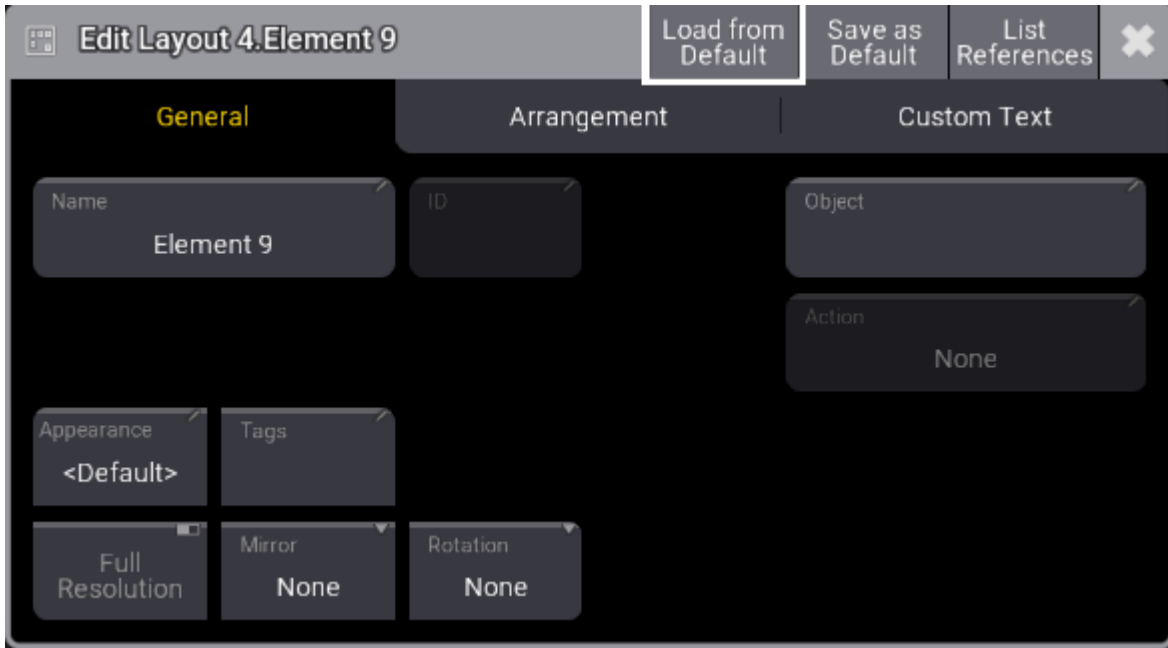 Edit Layout 4.Element 9
Load from
Default
Save as
Default
List
References
General
Arrangement
Custom Text
Name
Element 9
ID
Object
Action
None
Appearance
<Default>
Tags
Full
Resolution
Mirror
None
Rotation
None